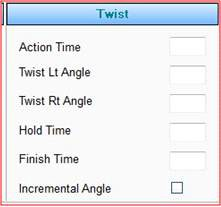 Twist
Action Time
Twist Lt Angle
Twist Rt Angle
Hold Time
Finish Time
Incremental Angle